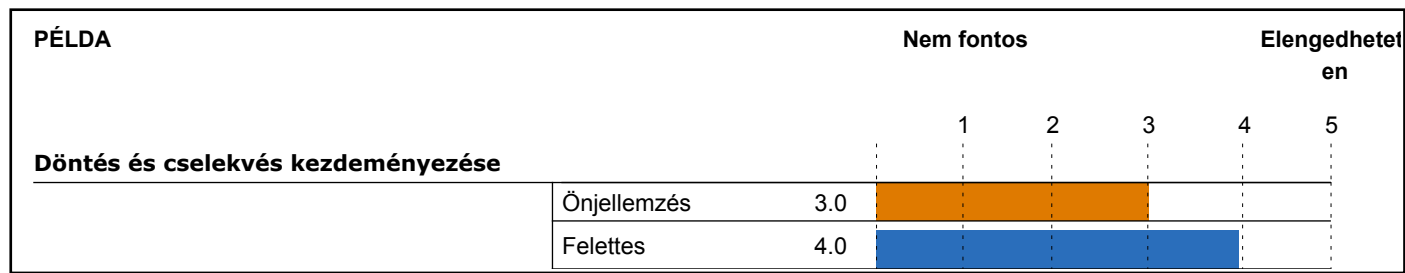 PÉLDA Nem fontos Elengedhetet
en
1 2 3 4 5
Döntés és cselekvés kezdeményezése
Önjellemzés 3.0
Felettes 4.0